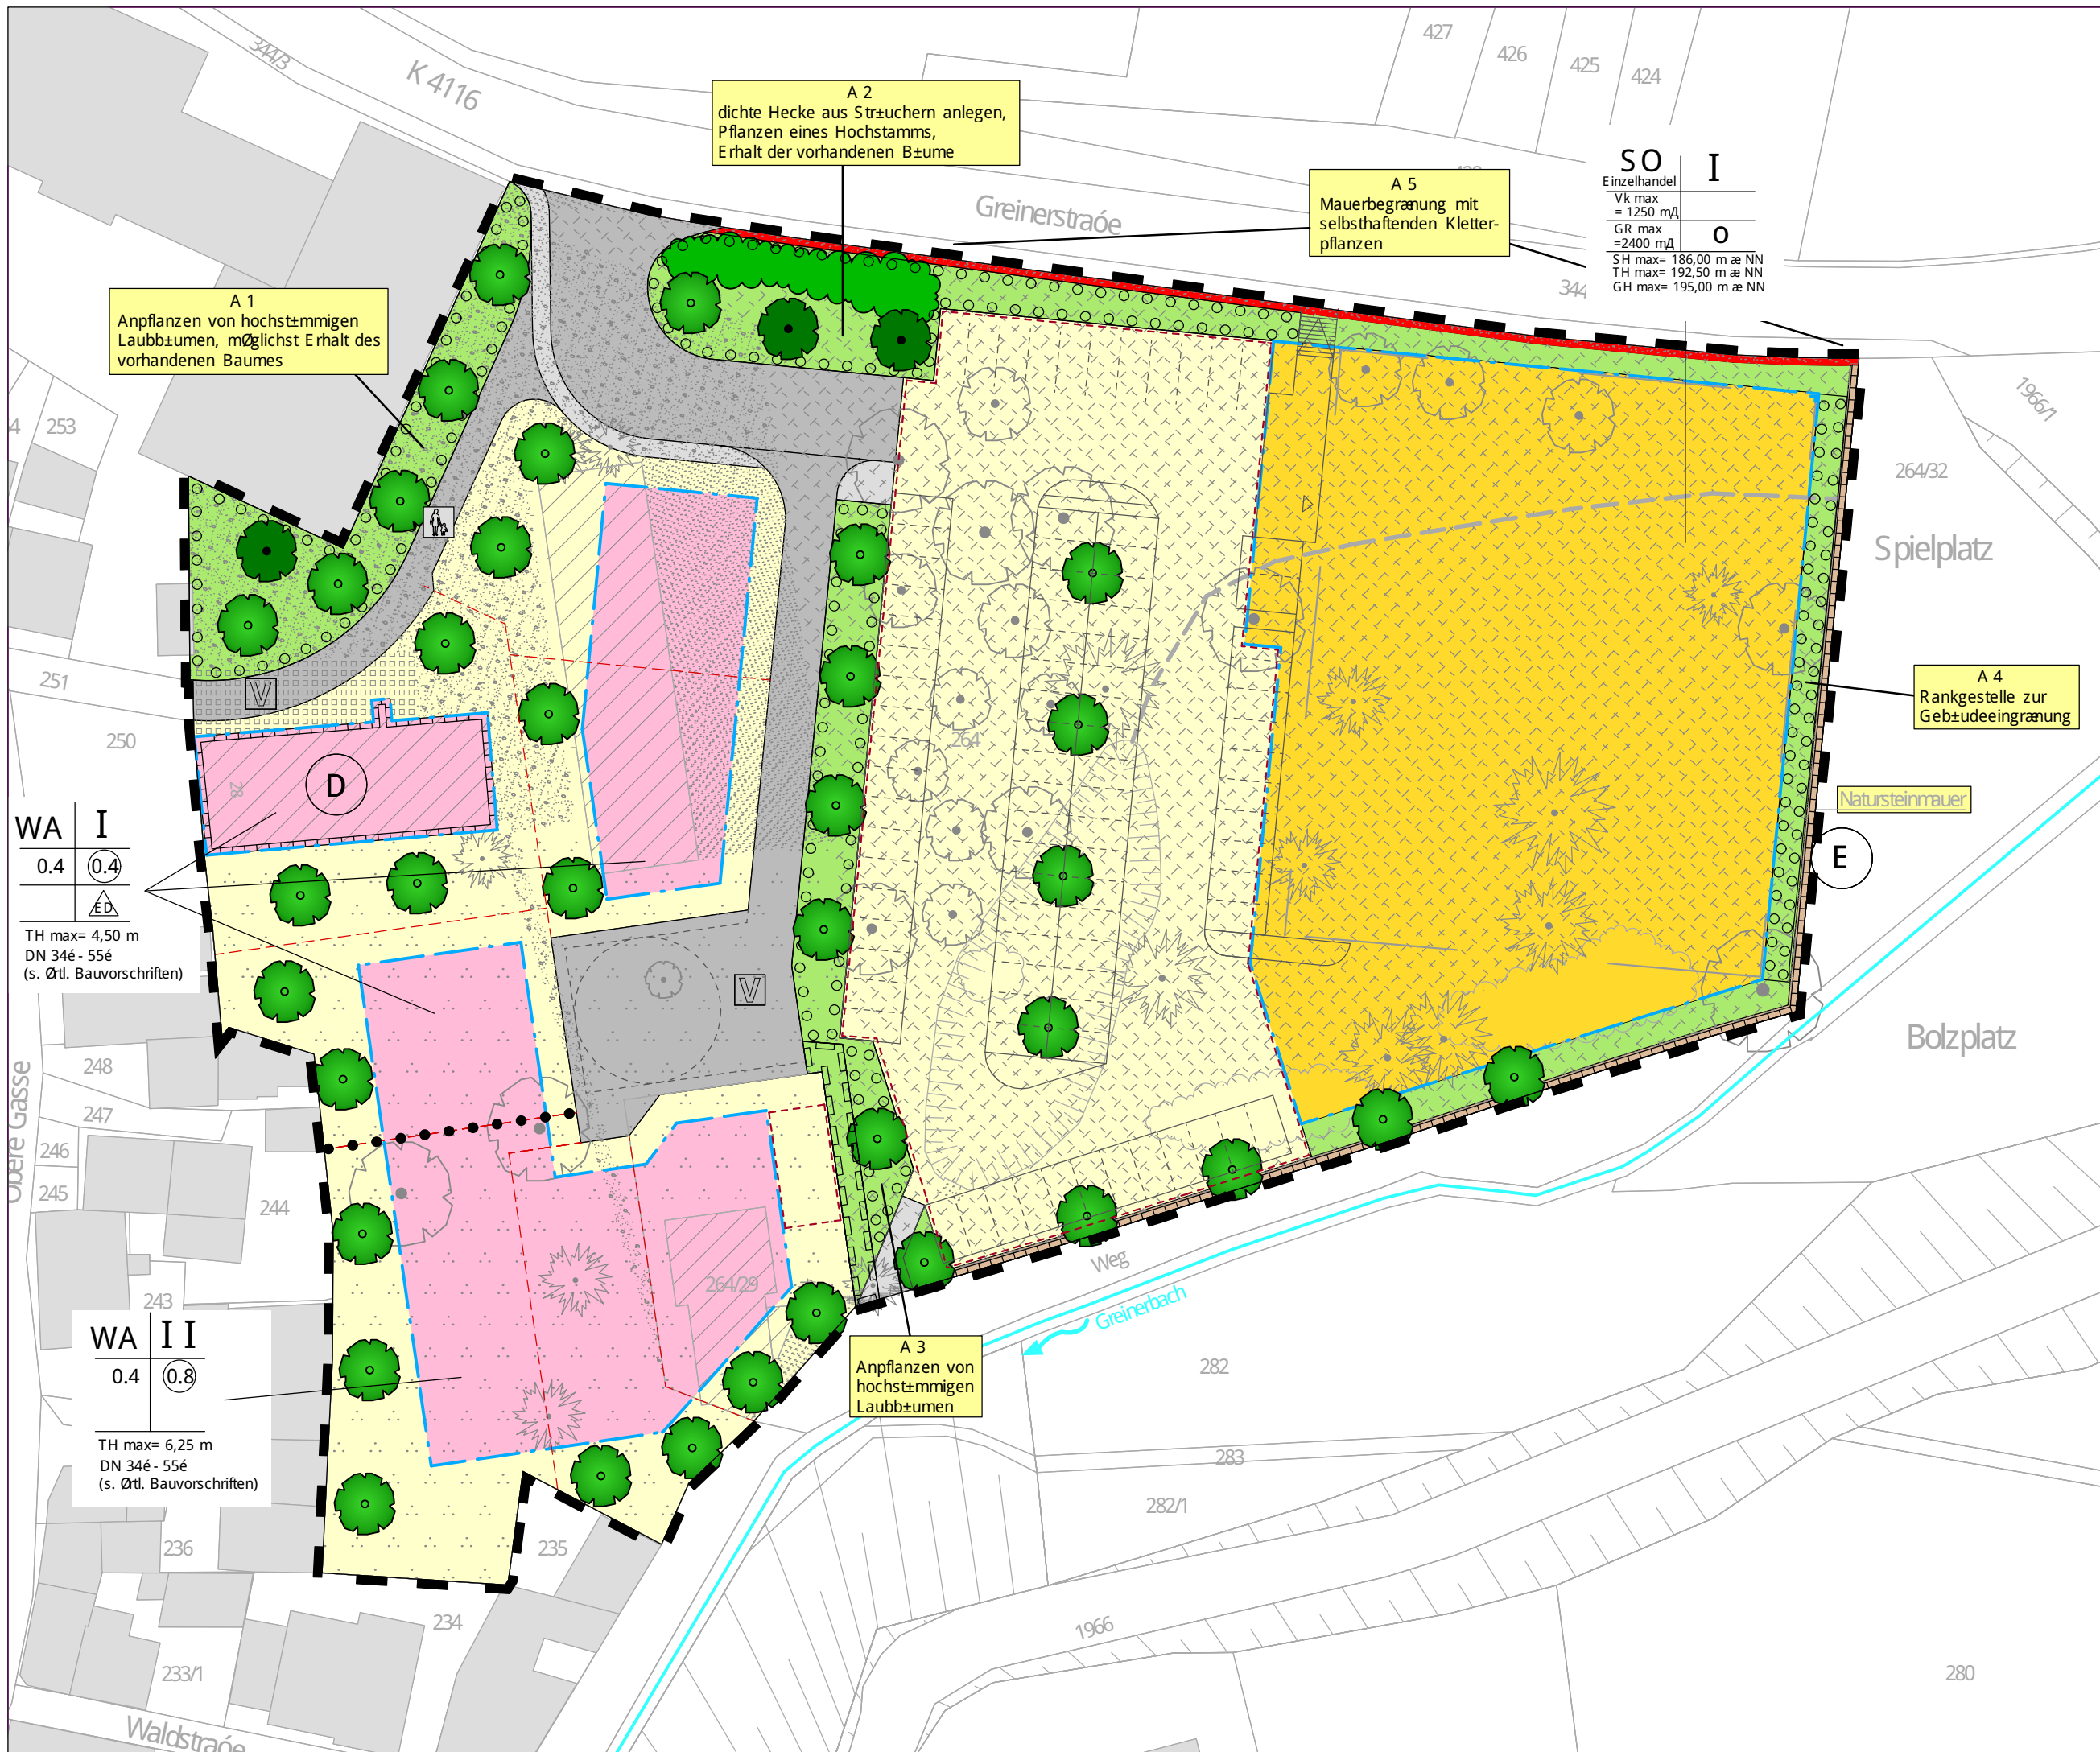 344/3
K 4116
427
426
425
424
A 2
dichte Hecke aus Str±uchern anlegen,
Pflanzen eines Hochstamms,
Erhalt der vorhandenen B±ume
A 5
Mauerbegrænung mit
selbsthaftenden Kletter-
pflanzen
SO
Einzelhandel
I
Vk max
= 1250 mД
GR max
=2400 mД
o
SH max= 186,00 m æ NN
TH max= 192,50 m æ NN
GH max= 195,00 m æ NN
Greinerstraóe
344
A 1
Anpflanzen von hochst±mmigen
Laubb±umen, mØglichst Erhalt des
vorhandenen Baumes
4
253
1966/1
264/32
Spielplatz
251
V
250
A 4
Rankgestelle zur
Geb±udeeingrænung
264
28
D
Natursteinmauer
E
WA
I
0.4
0.4
ED
TH max= 4,50 m
DN 34é - 55é
(s. Ørtl. Bauvorschriften)
V
Bolzplatz
248
247
246
245
244
Obere Gasse
243
264/29
Weg
Greinerbach
WA
II
0.4
0.8
TH max= 6,25 m
DN 34é - 55é
(s. Ørtl. Bauvorschriften)
A 3
Anpflanzen von
hochst±mmigen
Laubb±umen
282
283
282/1
236
235
234
233/1
1966
280
Waldstraóe